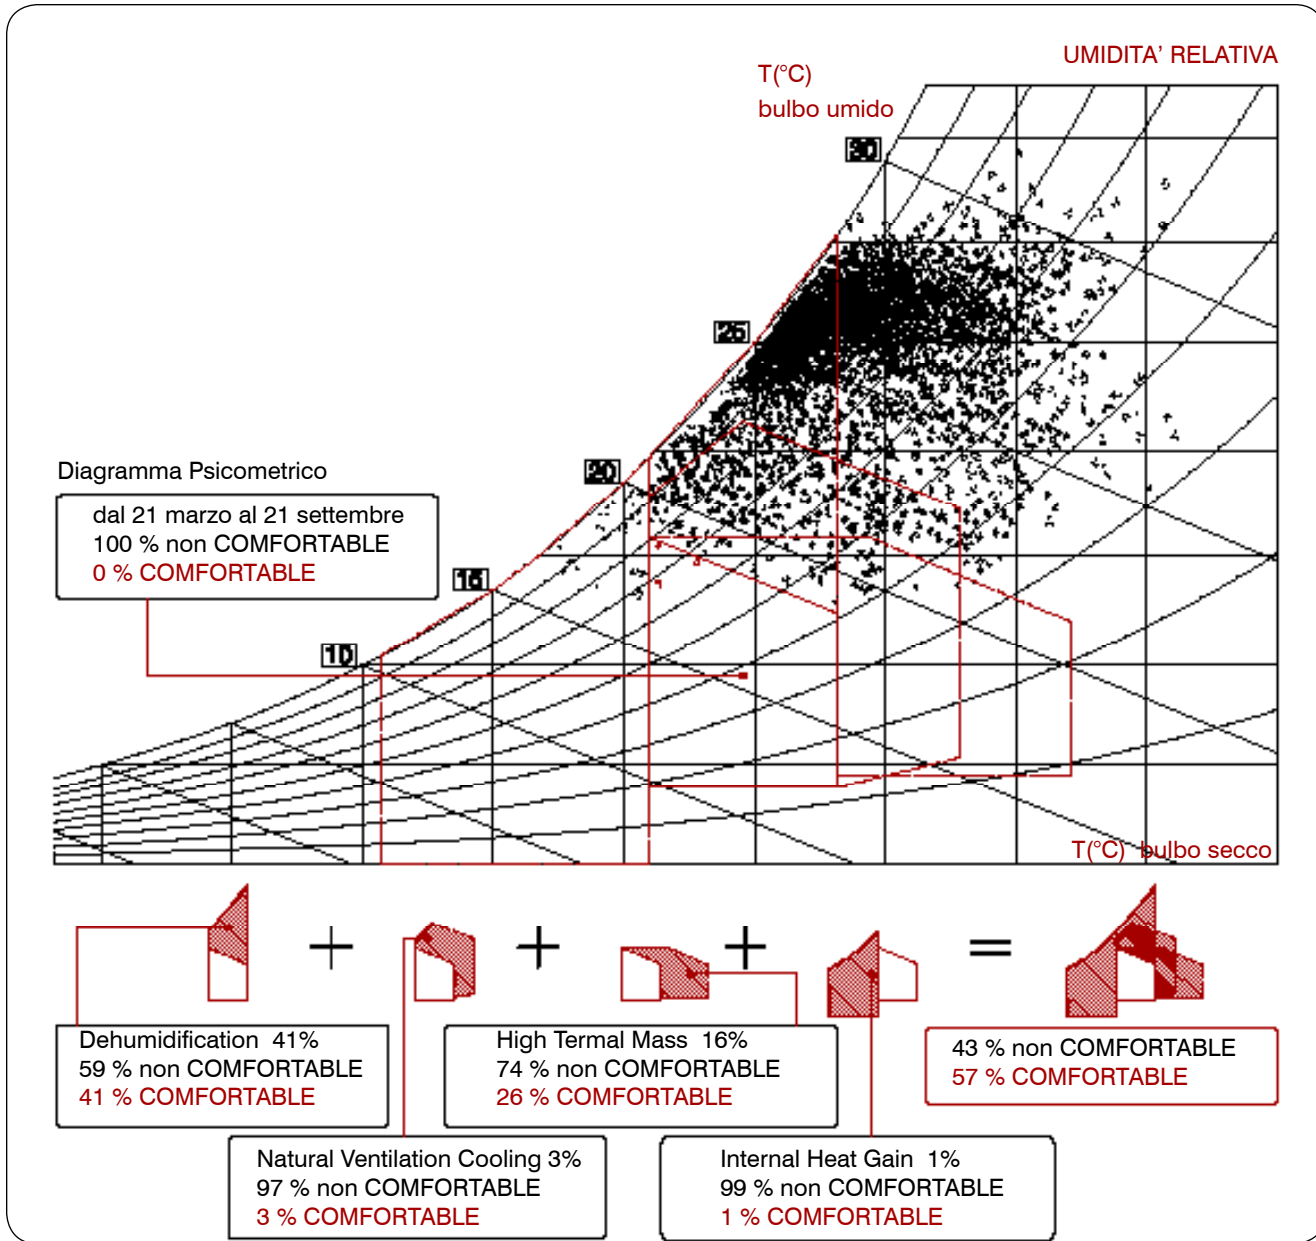 UMIDITA' RELATIVA
T(°C)
bulbo umido
30
25
20
15
10
Diagramma Psicometrico
dal 21 marzo al 21 settembre
100 % non COMFORTABLE
0 % COMFORTABLE
T(°C) bulbo secco
+ + + =
Dehumidification 41%
59 % non COMFORTABLE
41 % COMFORTABLE
High Termal Mass 16%
74 % non COMFORTABLE
26 % COMFORTABLE
43 % non COMFORTABLE
57 % COMFORTABLE
Natural Ventilation Cooling 3%
97 % non COMFORTABLE
3 % COMFORTABLE
Internal Heat Gain 1%
99 % non COMFORTABLE
1 % COMFORTABLE